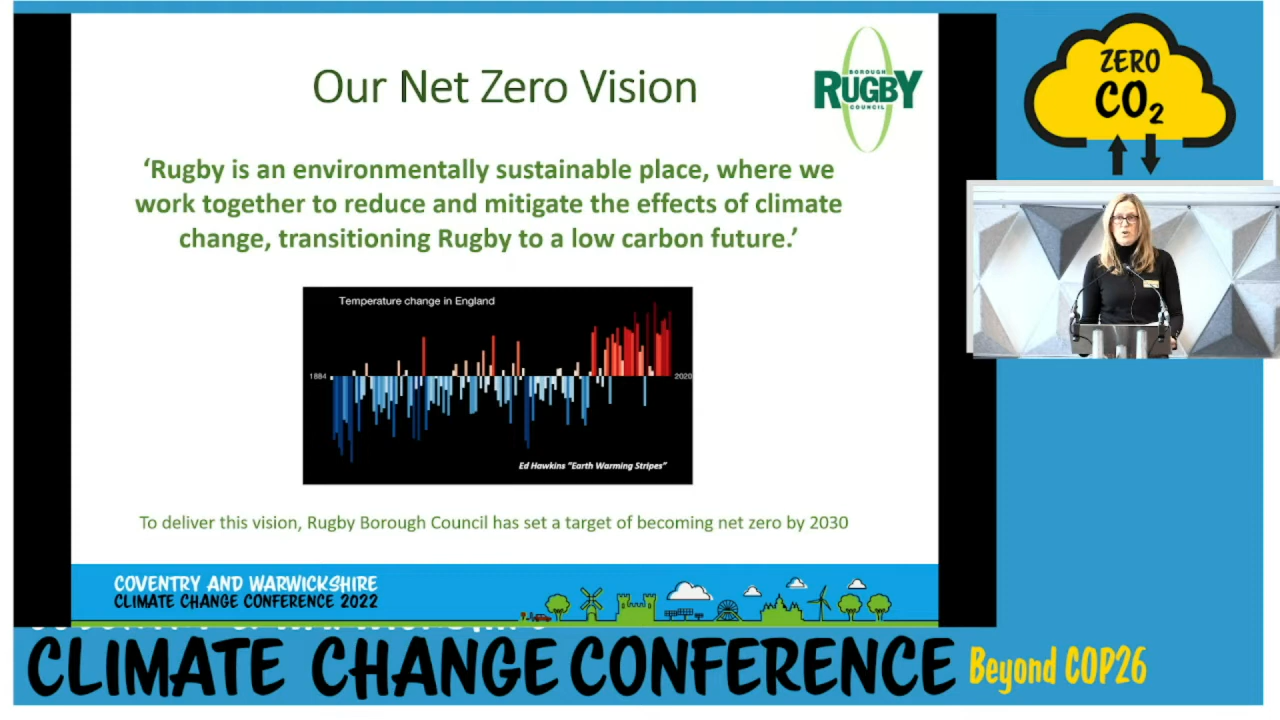 Our Net Zero Vision
BOROUGH
RUGBY
COUNCIL
‘Rugby is an environmentally sustainable place, where we
work together to reduce and mitigate the effects of climate
change, transitioning Rugby to a low carbon future.’
Temperature change in England
1884
2020
Ed Hawkins “Earth Warming Stripes”
To deliver this vision, Rugby Borough Council has set a target of becoming net zero by 2030
COVENTRY AND WARWICKSHIRE
CLIMATE CHANGE CONFERENCE 2022
ZERO
CO₂
CLIMATE CHANGE CONFERENCE Beyond COP26